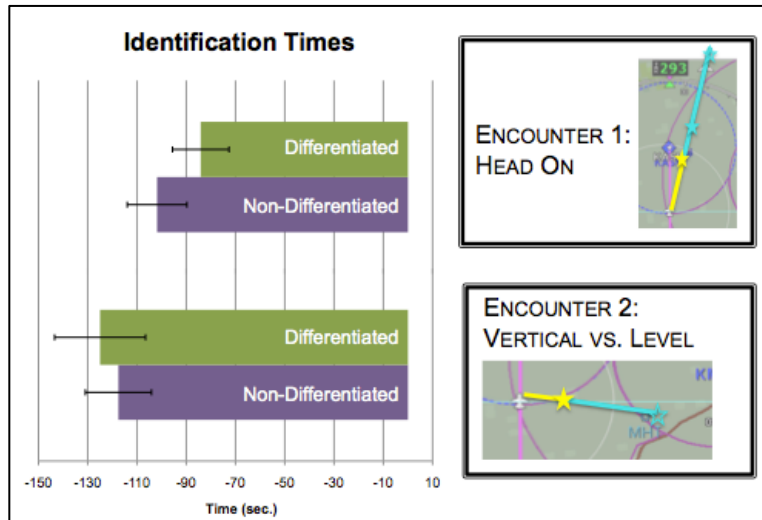 Identification Times
Differentiated
Non-Differentiated
Differentiated
Non-Differentiated
-150 -130 -110 -90 -70 -50 -30 -10 10
Time (sec.)
ENCOUNTER 1:
HEAD ON
293
ENCOUNTER 2:
VERTICAL VS. LEVEL